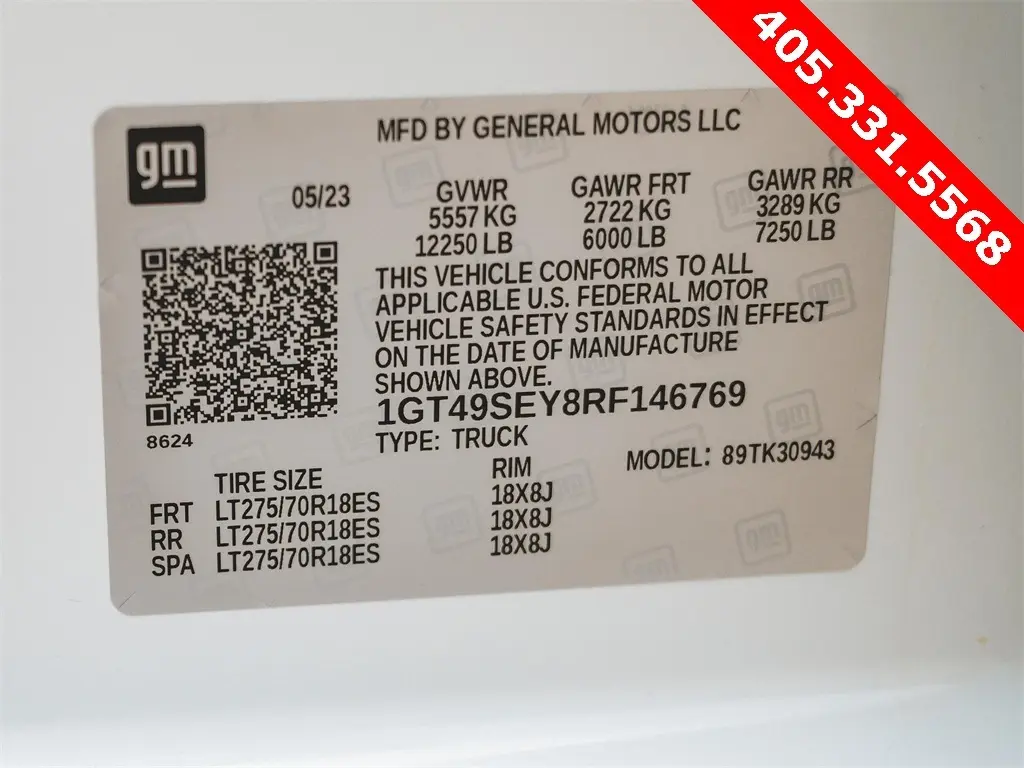 405.331.5568
gm
MFD BY GENERAL MOTORS LLC
05/23
GVWR GAWR FRT GAWR RR
5557 KG 2722 KG 3289 KG
12250 LB 6000 LB 7250 LB
THIS VEHICLE CONFORMS TO ALL
APPLICABLE U.S. FEDERAL MOTOR
VEHICLE SAFETY STANDARDS IN EFFECT
ON THE DATE OF MANUFACTURE
SHOWN ABOVE.
1GT49SEY8RF146769
8624
TYPE: TRUCK
MODEL: 89TK30943
TIRE SIZE RIM
FRT LT275/70R18ES 18X8J
RR LT275/70R18ES 18X8J
SPA LT275/70R18ES 18X8J